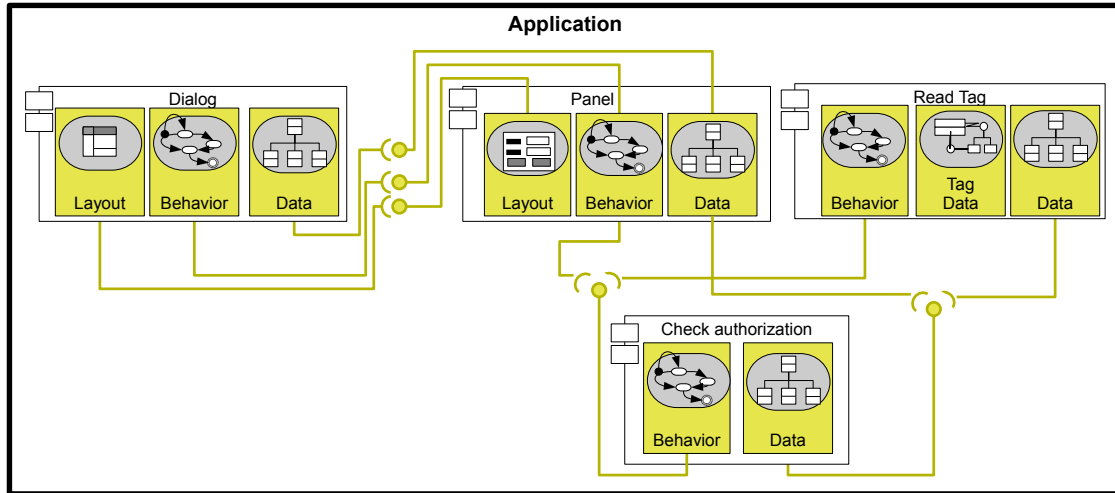 Application
Dialog
Layout
Behavior
Data
Panel
Layout
Behavior
Data
Read Tag
Behavior
Tag
Data
Data
Check authorization
Behavior
Data